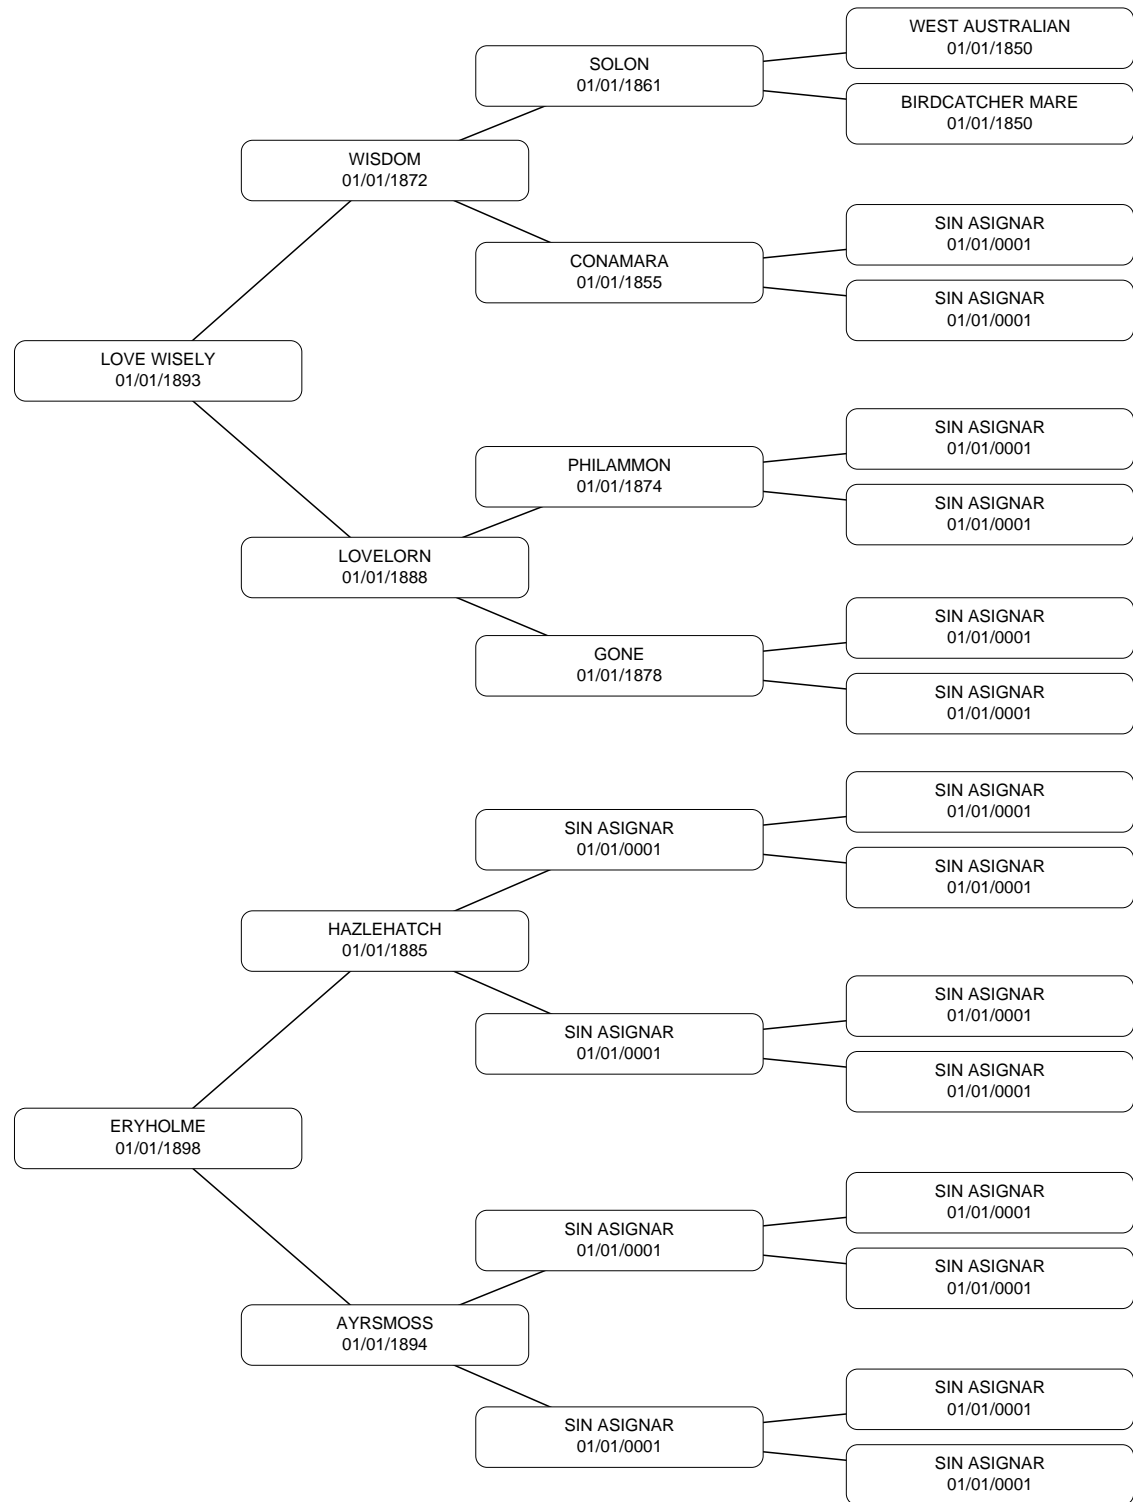 WEST AUSTRALIAN
01/01/1850
SOLON
01/01/1861
BIRDCATCHER MARE
01/01/1850
WISDOM
01/01/1872
SIN ASIGNAR
01/01/0001
CONAMARA
01/01/1855
SIN ASIGNAR
01/01/0001
LOVE WISELY
01/01/1893
SIN ASIGNAR
01/01/0001
PHILAMMON
01/01/1874
SIN ASIGNAR
01/01/0001
LOVELORN
01/01/1888
SIN ASIGNAR
01/01/0001
GONE
01/01/1878
SIN ASIGNAR
01/01/0001
SIN ASIGNAR
01/01/0001
SIN ASIGNAR
01/01/0001
SIN ASIGNAR
01/01/0001
HAZLEHATCH
01/01/1885
SIN ASIGNAR
01/01/0001
SIN ASIGNAR
01/01/0001
SIN ASIGNAR
01/01/0001
ERYHOLME
01/01/1898
SIN ASIGNAR
01/01/0001
SIN ASIGNAR
01/01/0001
SIN ASIGNAR
01/01/0001
AYRSMOSS
01/01/1894
SIN ASIGNAR
01/01/0001
SIN ASIGNAR
01/01/0001
SIN ASIGNAR
01/01/0001